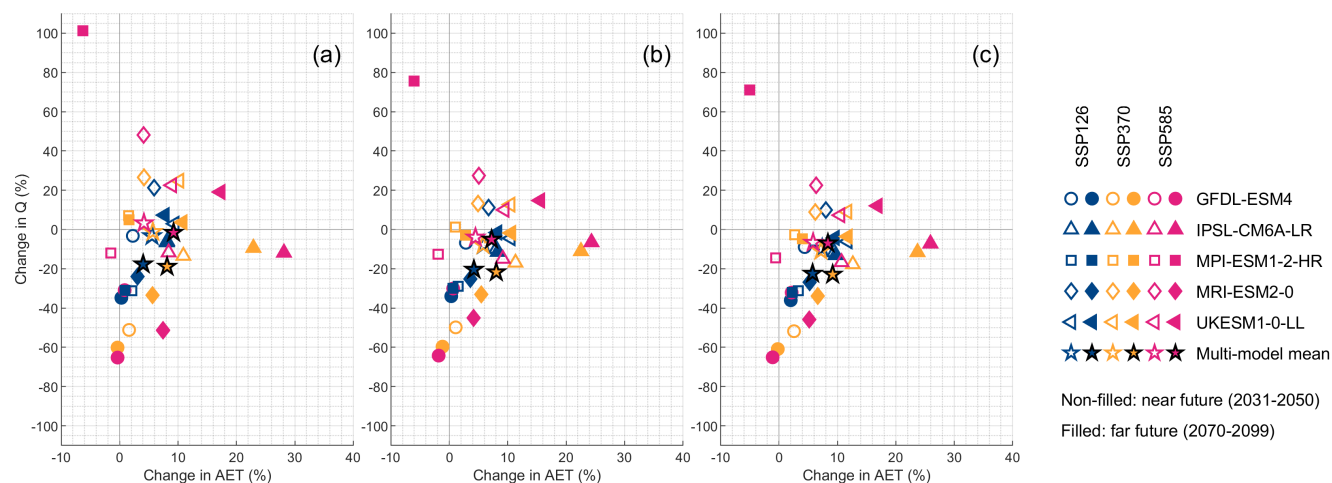 (a)
100
80
60
40
20
0
-20
-40
-60
-80
-100
-10 0 10 20 30 40
Change in Q (%)
Change in AET (%)
(b)
100
80
60
40
20
0
-20
-40
-60
-80
-100
-10 0 10 20 30 40
Change in AET (%)
(c)
100
80
60
40
20
0
-20
-40
-60
-80
-100
-10 0 10 20 30 40
Change in AET (%)
SSP126
SSP370
SSP585
GFDL-ESM4
IPSL-CM6A-LR
MPI-ESM1-2-HR
MRI-ESM2-0
UKESM1-0-LL
Multi-model mean
Non-filled: near future (2031-2050)
Filled: far future (2070-2099)